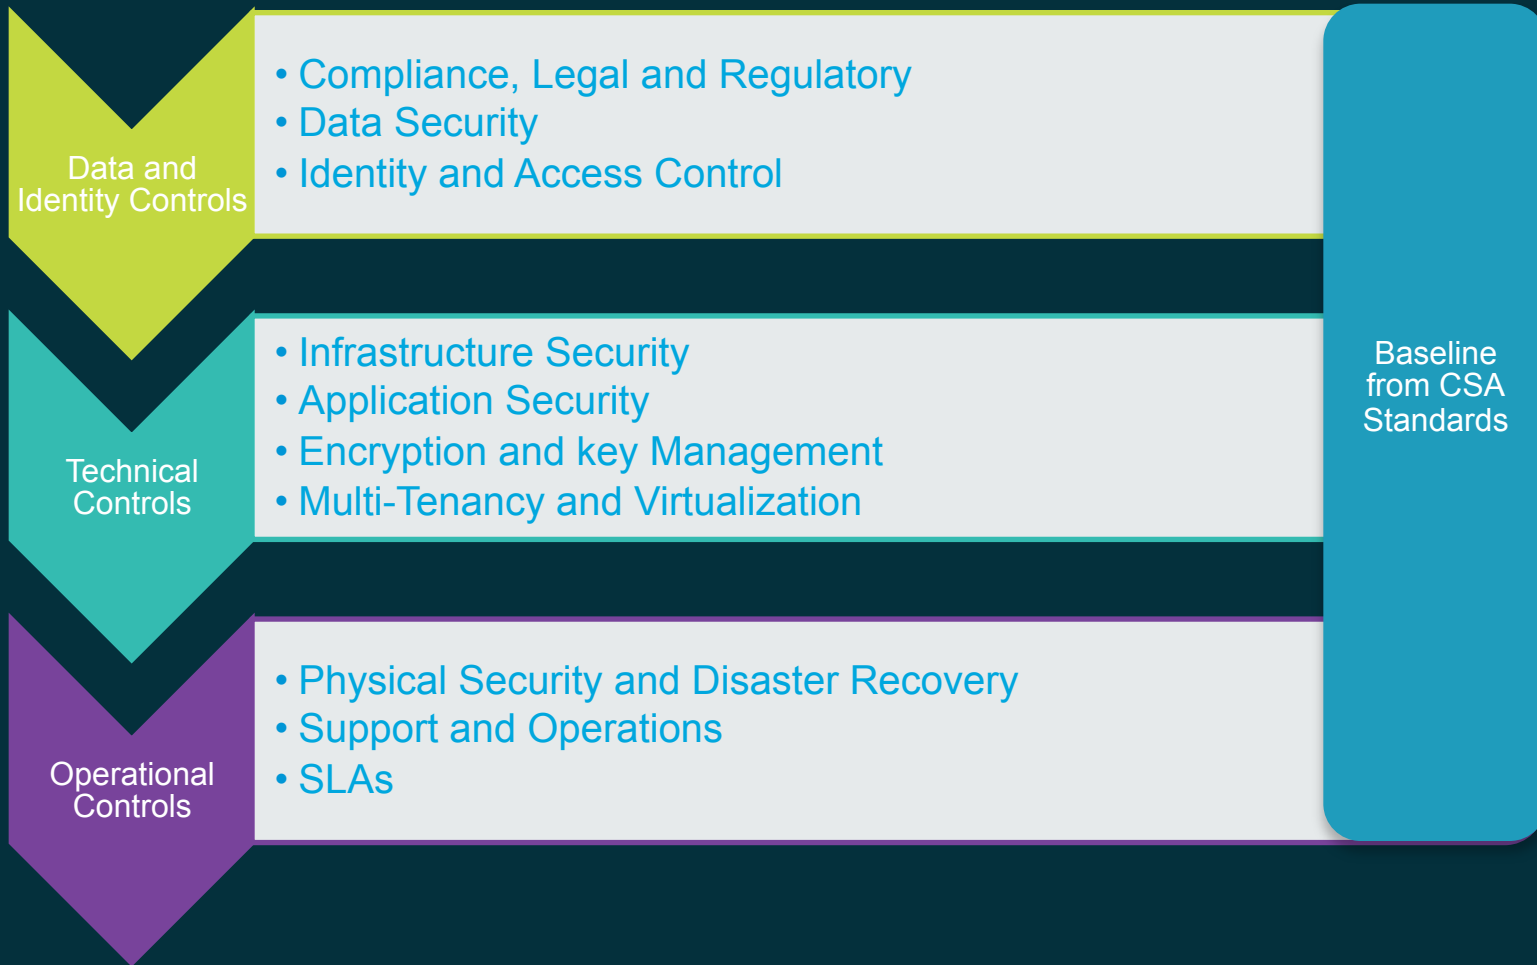 Data and
Identity Controls
• Compliance, Legal and Regulatory
• Data Security
• Identity and Access Control
Technical
Controls
• Infrastructure Security
• Application Security
• Encryption and key Management
• Multi-Tenancy and Virtualization
Operational
Controls
• Physical Security and Disaster Recovery
• Support and Operations
• SLAs
Baseline
from CSA
Standards